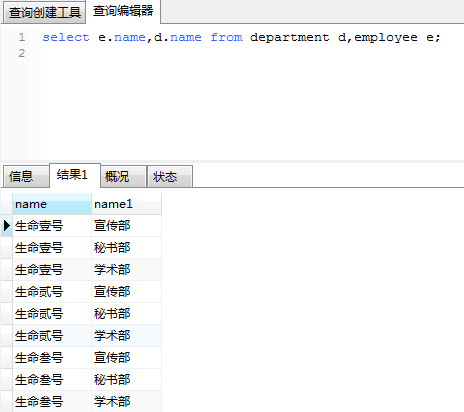 查询创建工具 查询编辑器
1 select e.name,d.name from department d,employee e;
2
信息 结果1 概况 状态
name name1
生命壹号 宣传部
生命壹号 秘书部
生命壹号 学术部
生命贰号 宣传部
生命贰号 秘书部
生命贰号 学术部
生命叁号 宣传部
生命叁号 秘书部
生命叁号 学术部